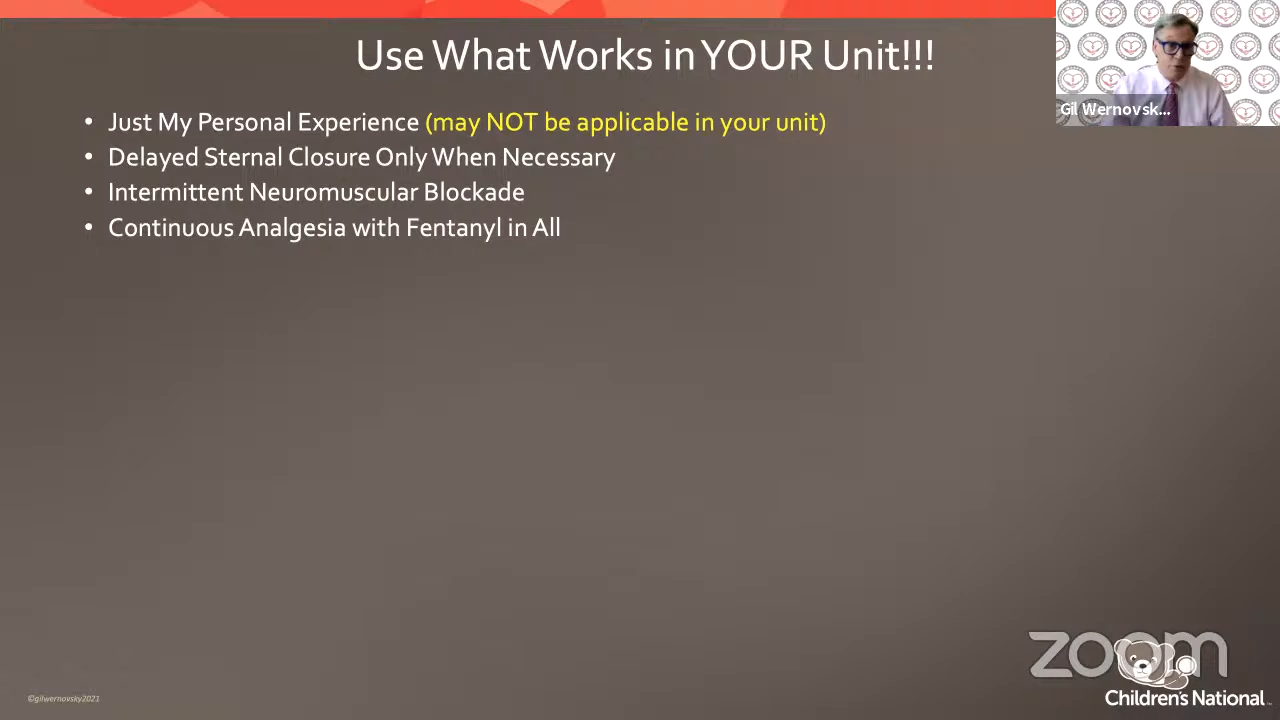 Use What Works in YOUR Unit!!!
Gil Wernovsk...
• Just My Personal Experience (may NOT be applicable in your unit)
• Delayed Sternal Closure Only When Necessary
• Intermittent Neuromuscular Blockade
• Continuous Analgesia with Fentanyl in All
zoom
Children's National
©gilwernovsky2021